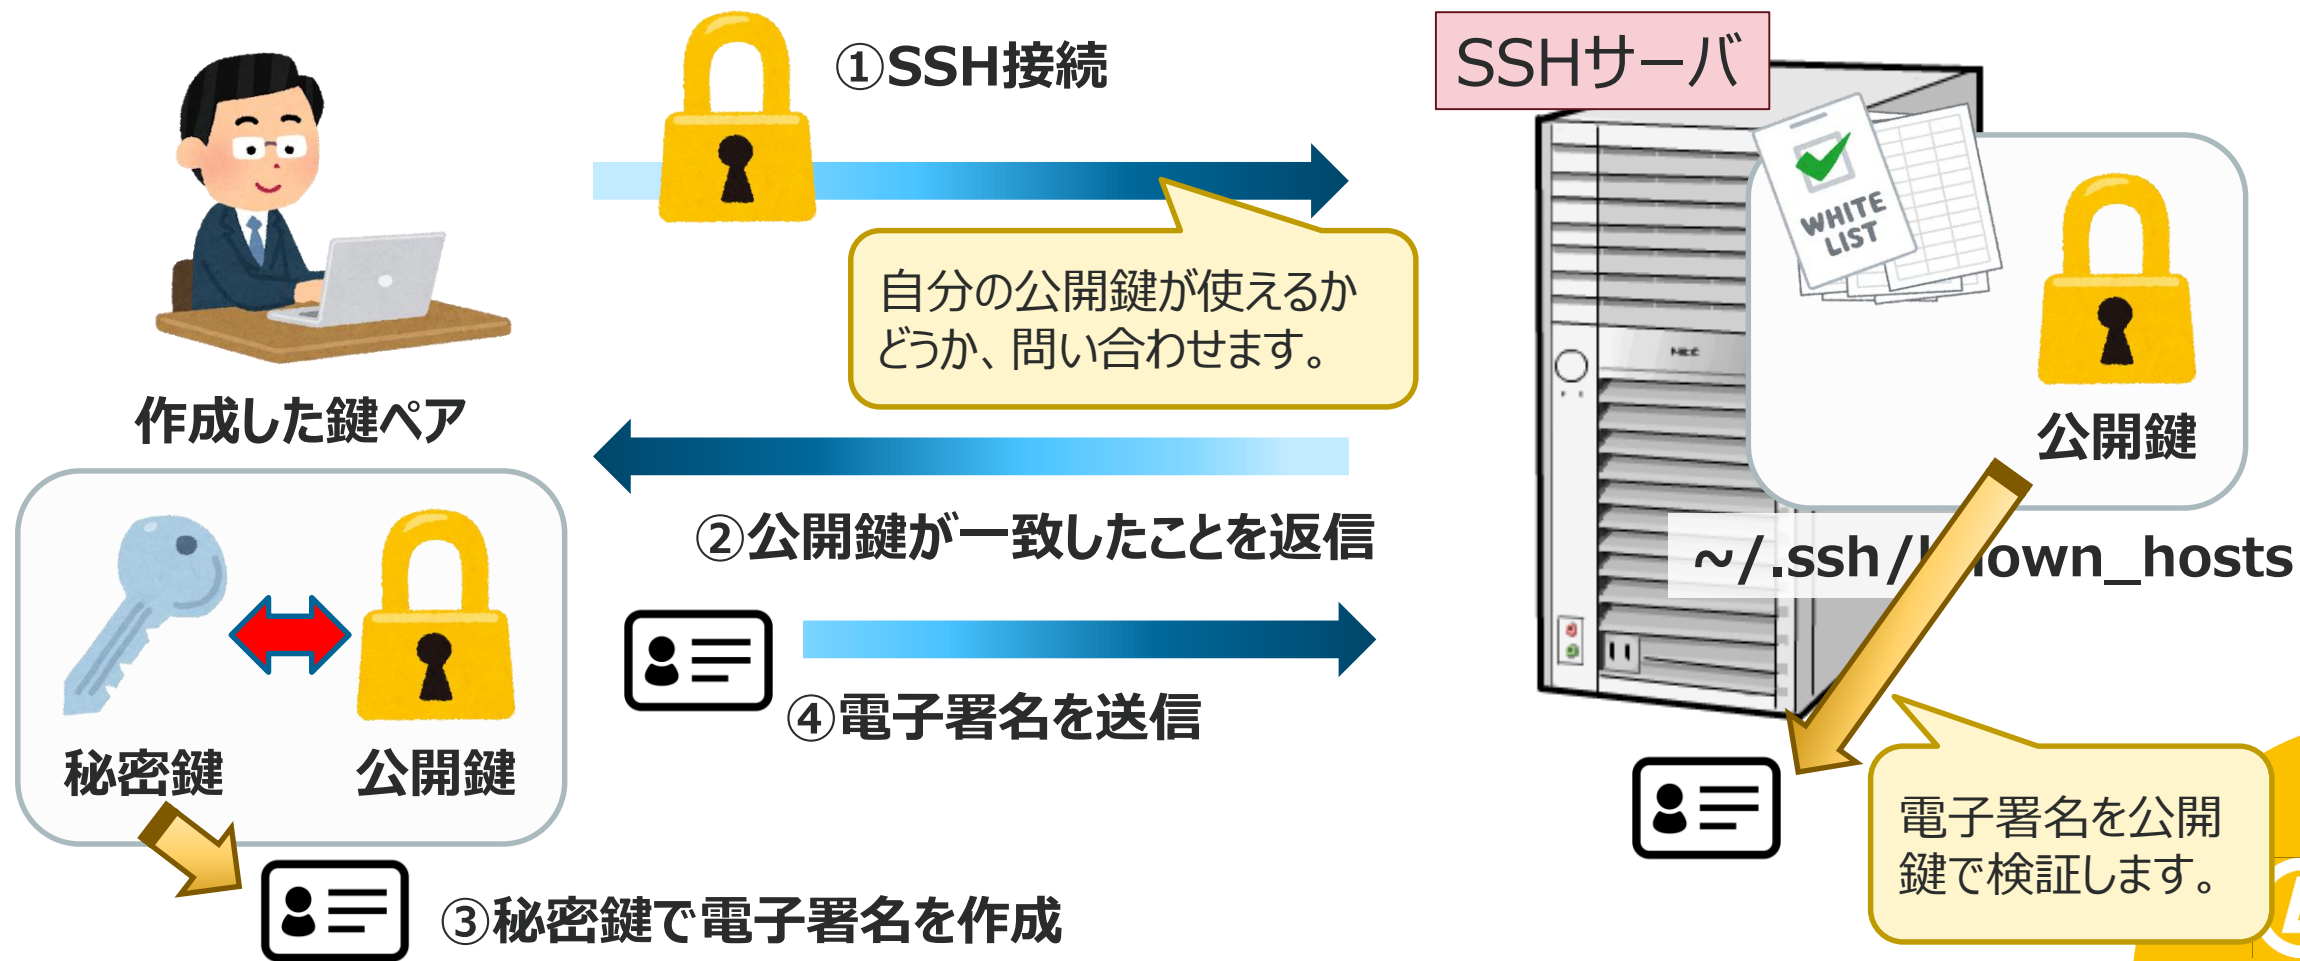 ①SSH接続
SSHサーバ
WHITE
LIST
自分の公開鍵が使えるか
どうか、問い合わせます。
NEC
作成した鍵ペア
公開鍵
②公開鍵が一致したことを返信
~/.ssh/known_hosts
④電子署名を送信
秘密鍵
公開鍵
電子署名を公開
鍵で検証します。
③秘密鍵で電子署名を作成